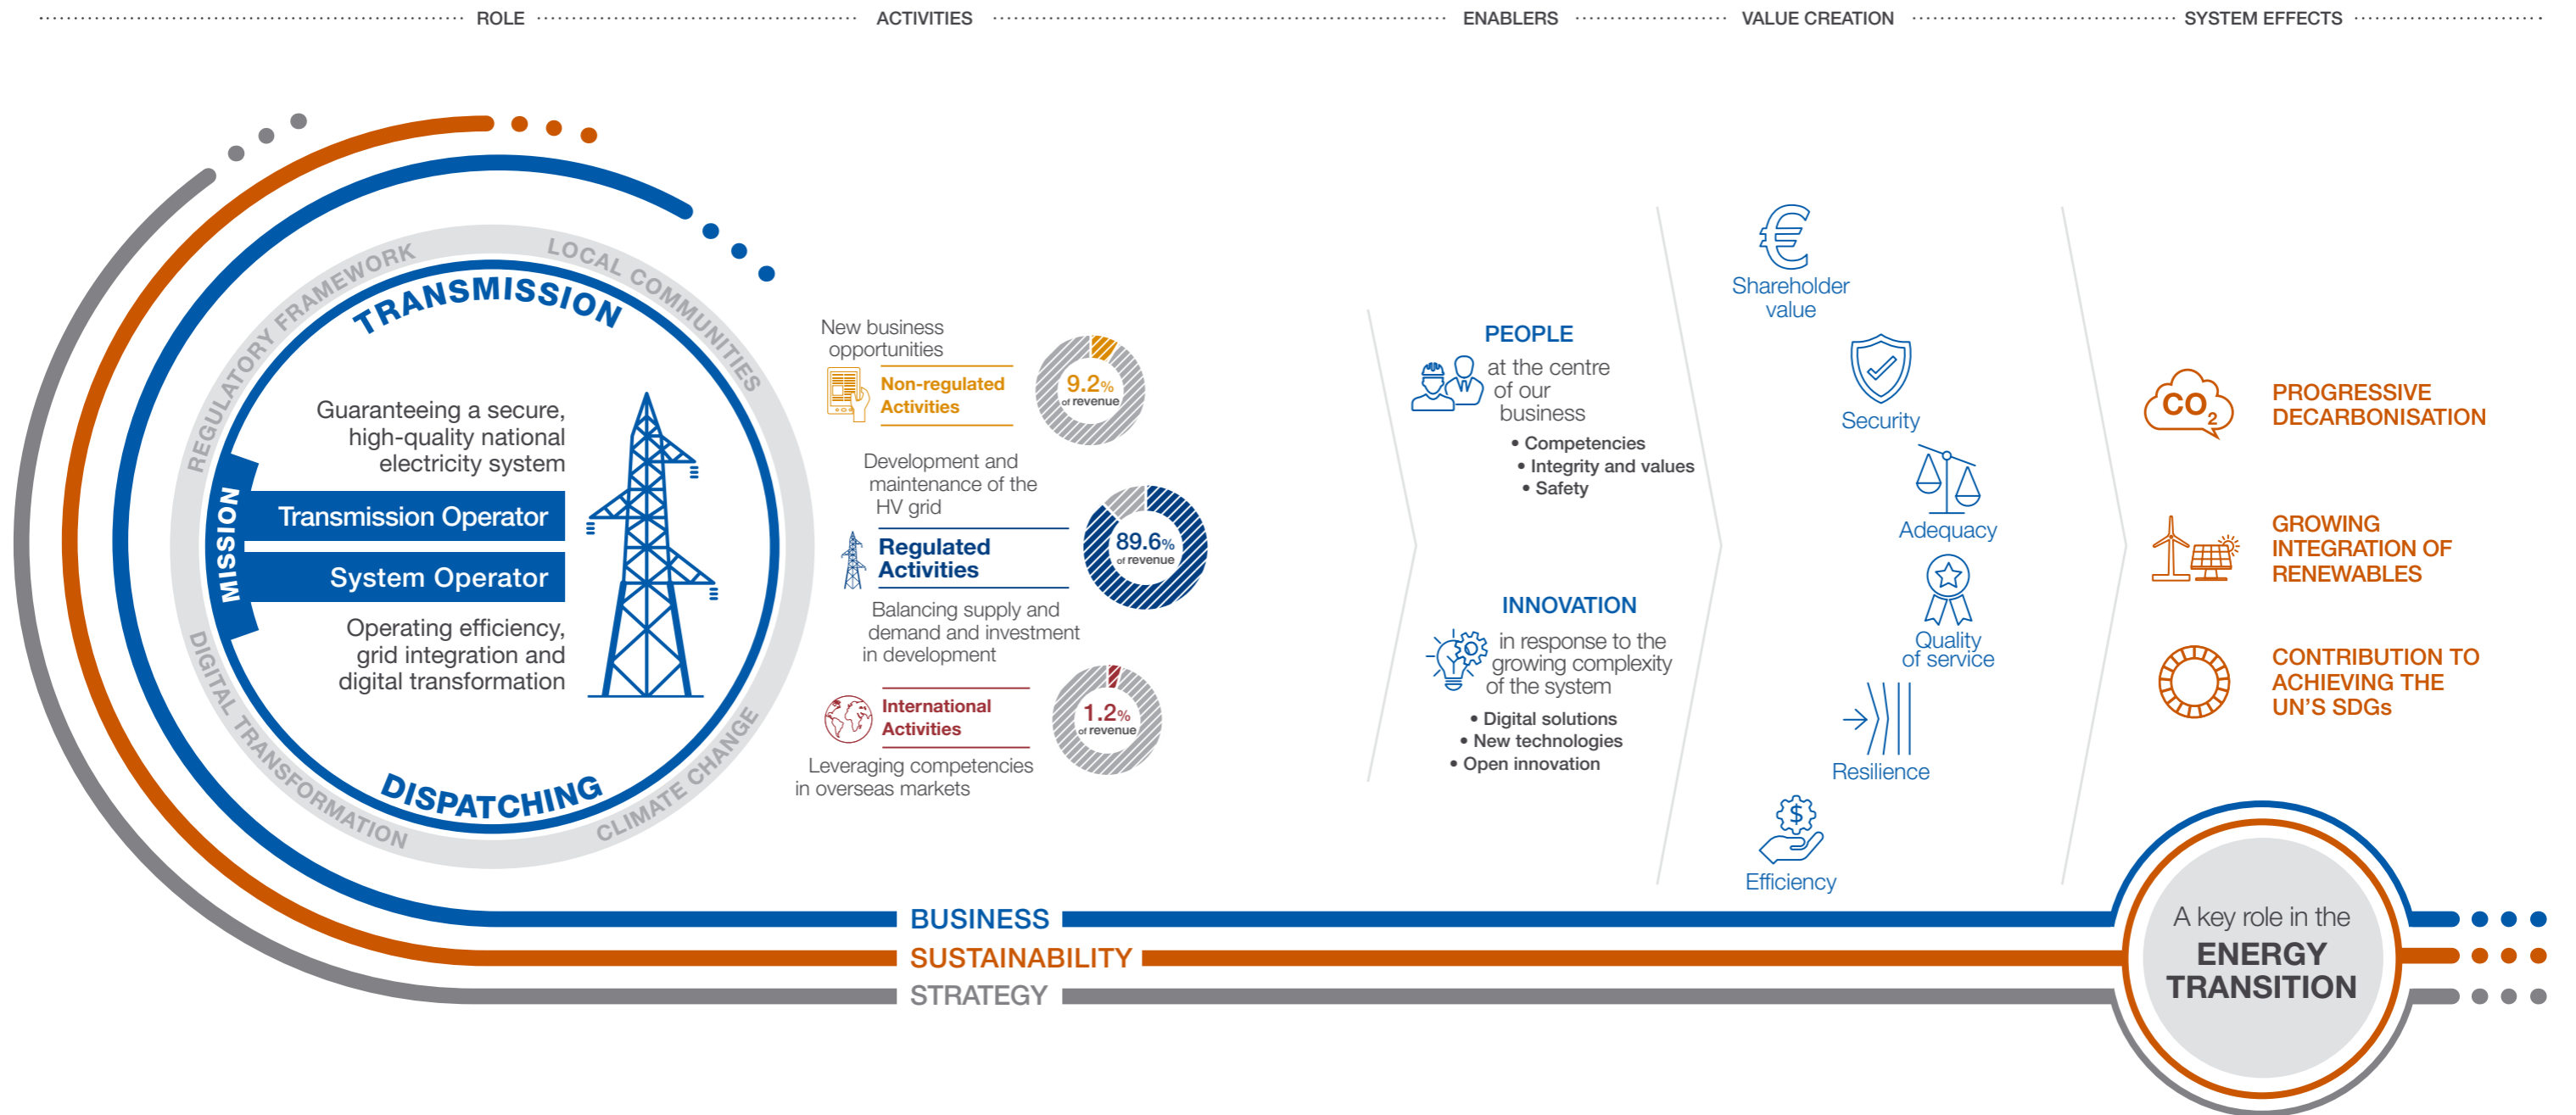 ROLE
ACTIVITIES
ENABLERS
VALUE CREATION
SYSTEM EFFECTS
REGULATORY FRAMEWORK
LOCAL COMMUNITIES
TRANSMISSION
Guaranteeing a secure,
high-quality national
electricity system
MISSION
Transmission Operator
System Operator
Operating efficiency,
grid integration and
digital transformation
DISPATCHING
DIGITAL TRANSFORMATION
CLIMATE CHANGE
New business
opportunities
Non-regulated
Activities
9.2%
of revenue
Development and
maintenance of the
HV grid
Regulated
Activities
89.6%
of revenue
Balancing supply and
demand and investment
in development
International
Activities
1.2%
of revenue
Leveraging competencies
in overseas markets
PEOPLE
at the centre
of our
business
• Competencies
• Integrity and values
• Safety
INNOVATION
in response to the
growing complexity
of the system
• Digital solutions
• New technologies
• Open innovation
€
Shareholder
value
Security
Adequacy
Quality
of service
Resilience
$
Efficiency
CO2
PROGRESSIVE
DECARBONISATION
GROWING
INTEGRATION OF
RENEWABLES
CONTRIBUTION TO
ACHIEVING THE
UN'S SDGs
BUSINESS
SUSTAINABILITY
STRATEGY
A key role in the
ENERGY
TRANSITION